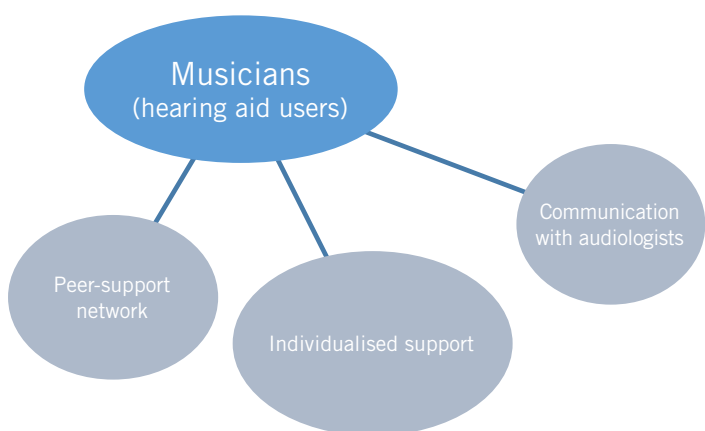 Musicians
(hearing aid users)
Communication
with audiologists
Peer-support
network
Individualised support